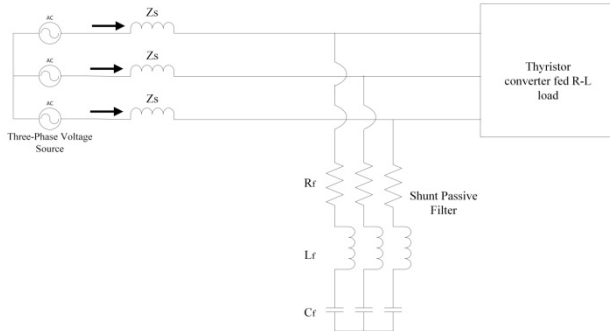 AC
Zs
AC
Zs
AC
Zs
Three-Phase Voltage
Source
Thyristor
converter fed R-L
load
Rf
Shunt Passive
Filter
Lf
Cf